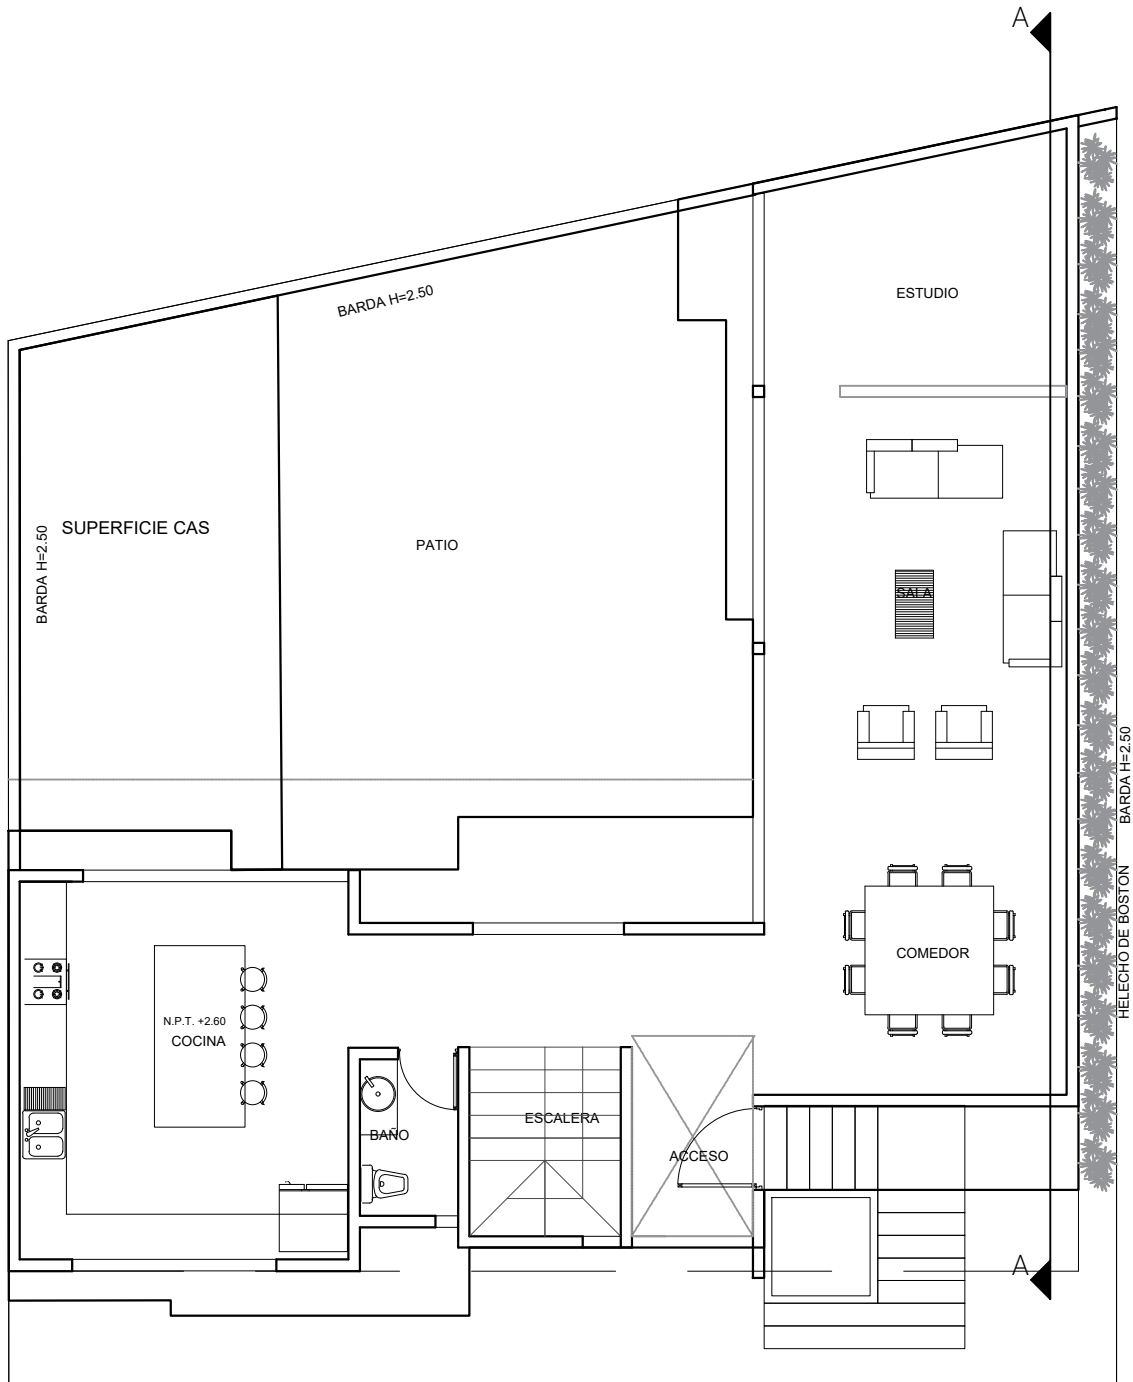 A
ESTUDIO
BARDA H=2.50
SUPERFICIE CAS
BARDA H=2.50
PATIO
SALA
BARDA H=2.50
HELECHO DE BOSTON
COMEDOR
N.P.T. +2.60
COCINA
ESCALERA
BAÑO
ACCESO
A